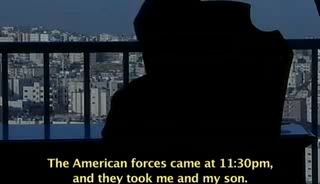 The American forces came at 11:30pm,
and they took me and my son.